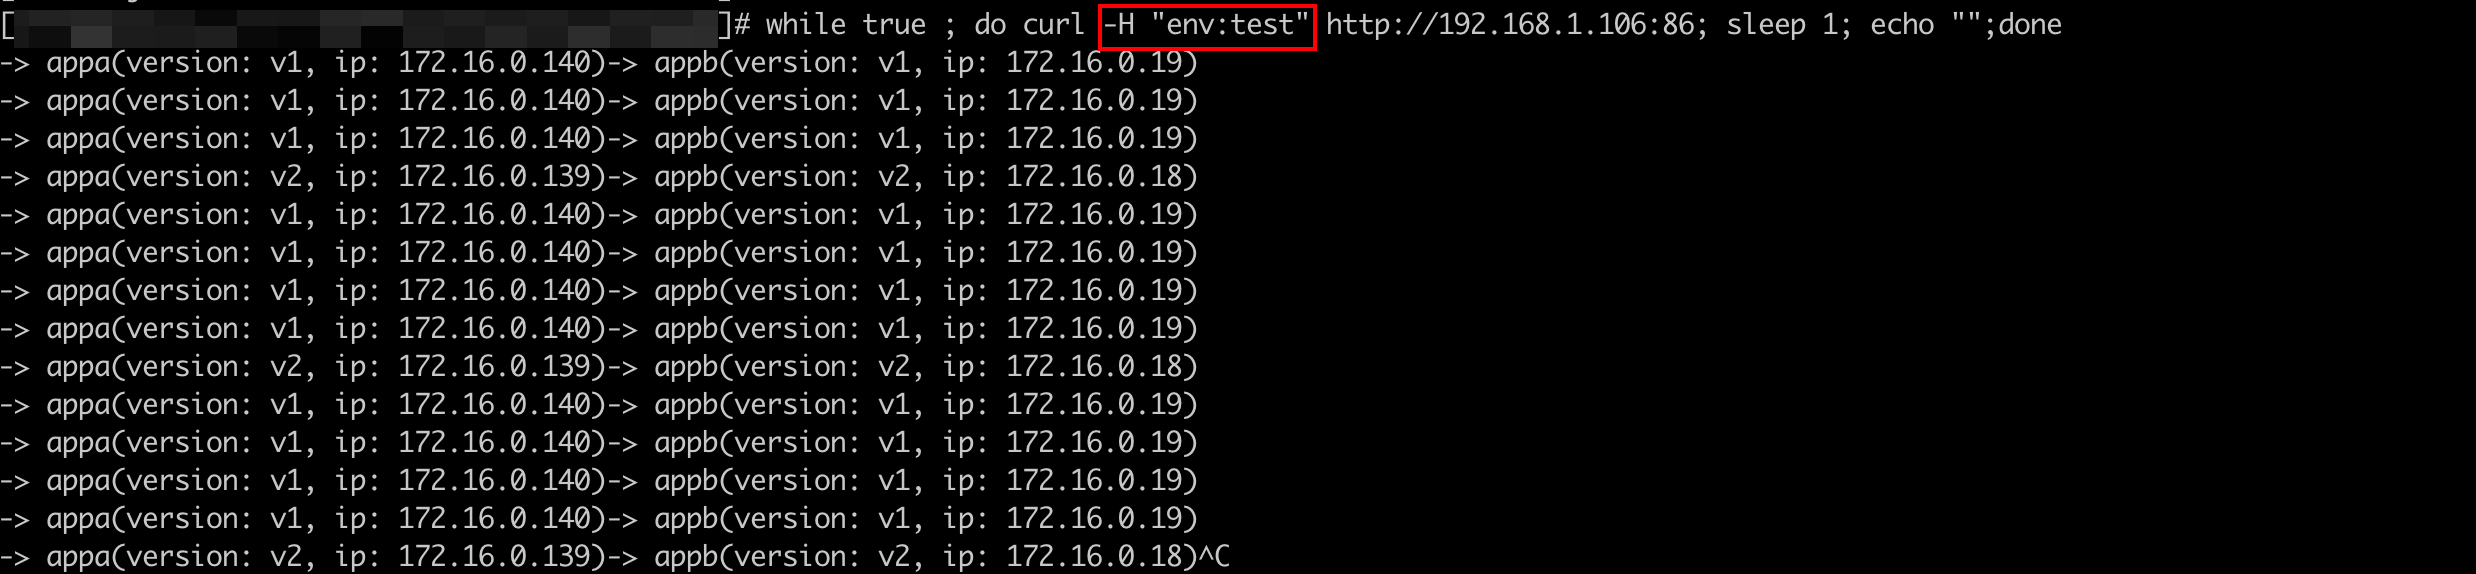 [ ]# while true ; do curl -H "env:test" http://192.168.1.106:86; sleep 1; echo "";done
-> appa(version: v1, ip: 172.16.0.140)-> appb(version: v1, ip: 172.16.0.19)
-> appa(version: v1, ip: 172.16.0.140)-> appb(version: v1, ip: 172.16.0.19)
-> appa(version: v1, ip: 172.16.0.140)-> appb(version: v1, ip: 172.16.0.19)
-> appa(version: v2, ip: 172.16.0.139)-> appb(version: v2, ip: 172.16.0.18)
-> appa(version: v1, ip: 172.16.0.140)-> appb(version: v1, ip: 172.16.0.19)
-> appa(version: v1, ip: 172.16.0.140)-> appb(version: v1, ip: 172.16.0.19)
-> appa(version: v1, ip: 172.16.0.140)-> appb(version: v1, ip: 172.16.0.19)
-> appa(version: v1, ip: 172.16.0.140)-> appb(version: v1, ip: 172.16.0.19)
-> appa(version: v2, ip: 172.16.0.139)-> appb(version: v2, ip: 172.16.0.18)
-> appa(version: v1, ip: 172.16.0.140)-> appb(version: v1, ip: 172.16.0.19)
-> appa(version: v1, ip: 172.16.0.140)-> appb(version: v1, ip: 172.16.0.19)
-> appa(version: v1, ip: 172.16.0.140)-> appb(version: v1, ip: 172.16.0.19)
-> appa(version: v1, ip: 172.16.0.140)-> appb(version: v1, ip: 172.16.0.19)
-> appa(version: v2, ip: 172.16.0.139)-> appb(version: v2, ip: 172.16.0.18)^C